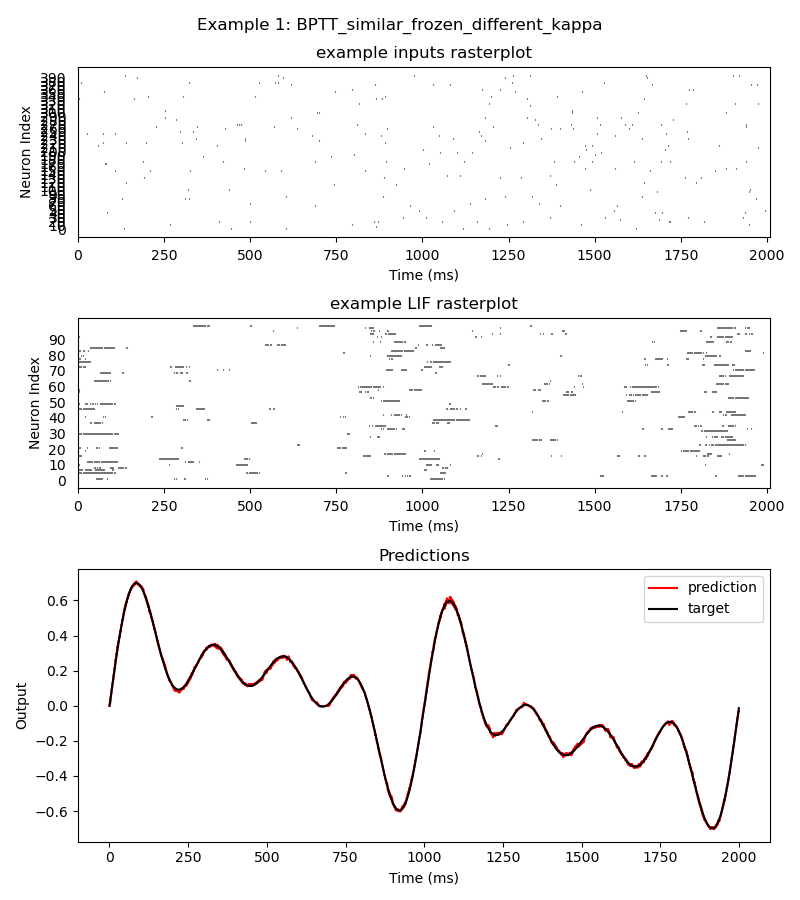 Example 1: BPTT_similar_frozen_different_kappa
example inputs rasterplot
Neuron Index
390
0
0 250 500 750 1000 1250 1500 1750 2000
Time (ms)
example LIF rasterplot
Neuron Index
90
80
70
60
50
40
30
20
10
0
0 250 500 750 1000 1250 1500 1750 2000
Time (ms)
Predictions
prediction
target
Output
0.6
0.4
0.2
0.0
−0.2
−0.4
−0.6
0 250 500 750 1000 1250 1500 1750 2000
Time (ms)